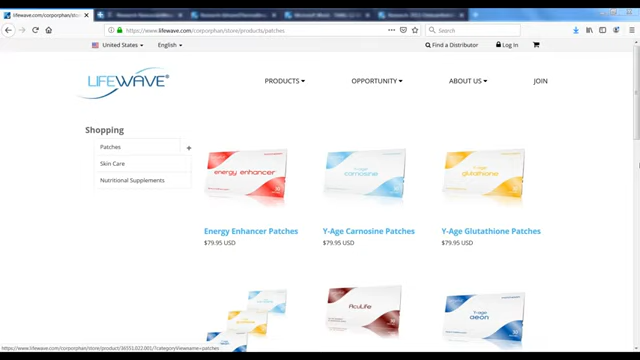 https://www.lifewave.com/corporphan/store/products/patches
Search
United States
English
Find a Distributor
Log In
LIFEWAVE®
PRODUCTS
OPPORTUNITY
ABOUT US
JOIN
Shopping
Patches
+
Skin Care
Nutritional Supplements
energy enhancer
Y-Age
carnosine
Y-Age
glutathione
Energy Enhancer Patches
Y-Age Carnosine Patches
Y-Age Glutathione Patches
$79.95 USD
$79.95 USD
$79.95 USD
AcuLife
Y-Age
aeon
https://www.lifewave.com/corporphan/store/product/36553.022.001/?categoryViewname=patches